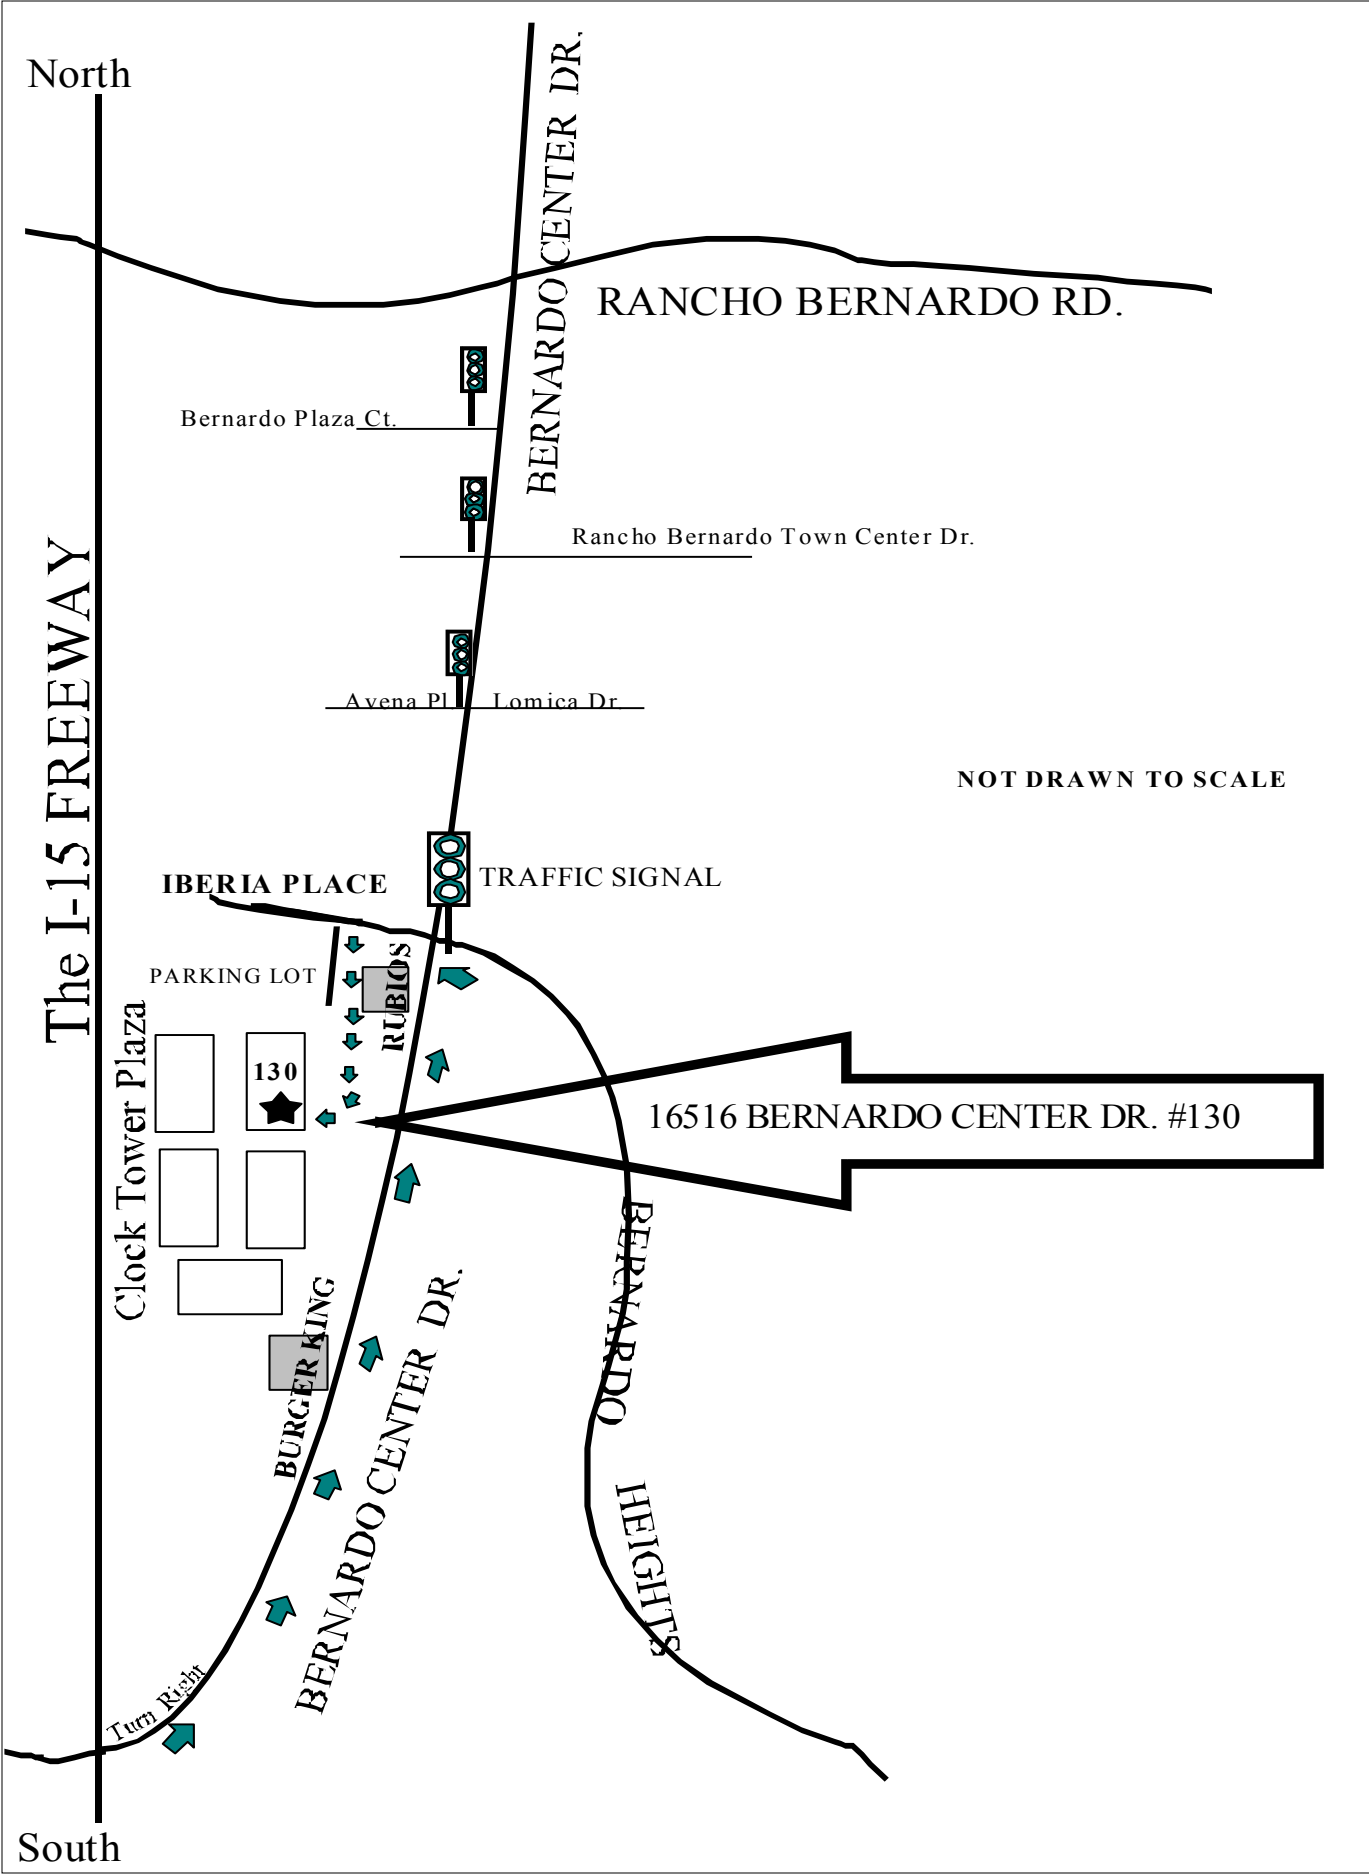 North
BERNARDO CENTER DR.
RANCHO BERNARDO RD.
Bernardo Plaza Ct.
Rancho Bernardo Town Center Dr.
The I-15 FREEWAY
Avena Pl.
Lomica Dr.
NOT DRAWN TO SCALE
IBERIA PLACE
TRAFFIC SIGNAL
RUBIOS
PARKING LOT
Clock Tower Plaza
130
16516 BERNARDO CENTER DR. #130
BERNARDO
HEIGHTS
BURGER KING
BERNARDO CENTER DR.
Turn Right
South